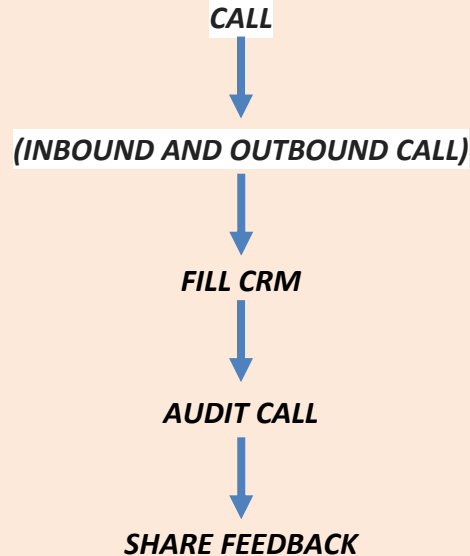 CALL
(INBOUND AND OUTBOUND CALL)
FILL CRM
AUDIT CALL
SHARE FEEDBACK